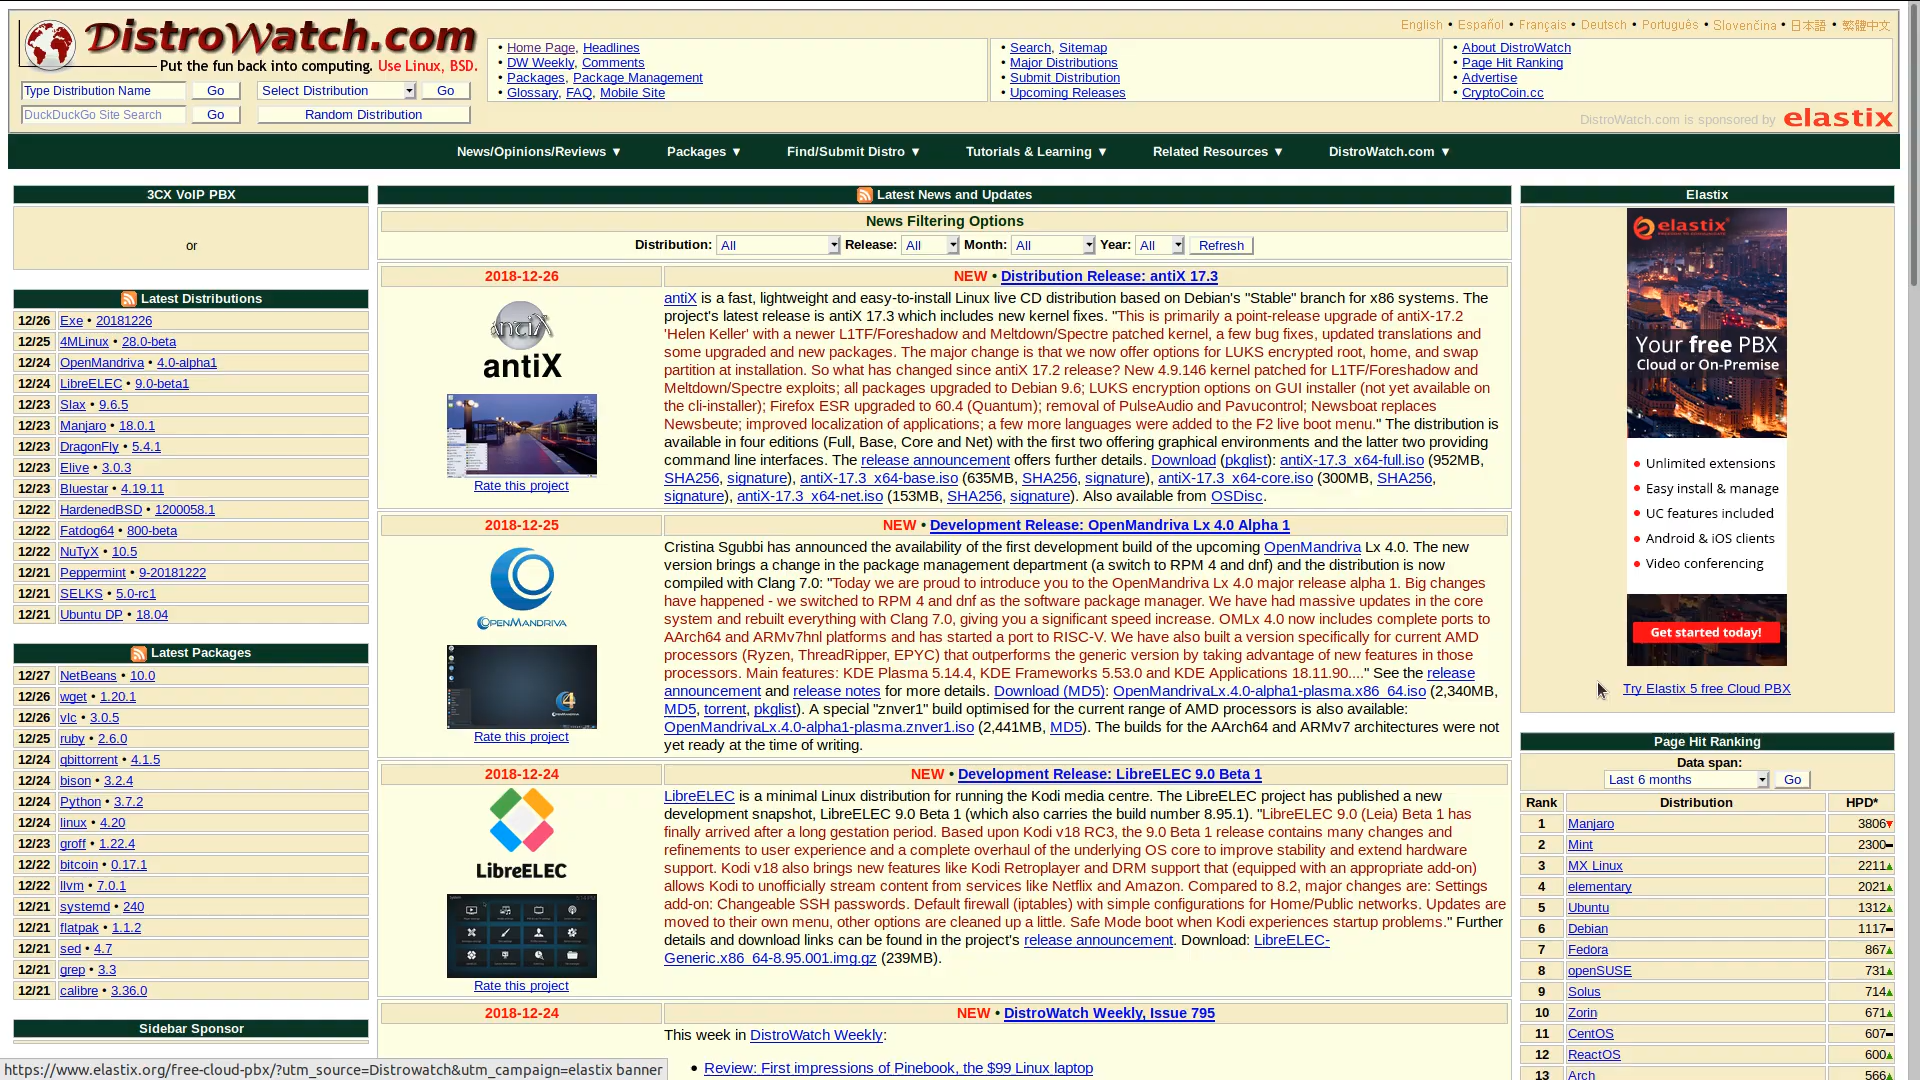 DistroWatch.com
Put the fun back into computing. Use Linux, BSD.
Type Distribution Name Go Select Distribution Go
DuckDuckGo Site Search Go Random Distribution
• Home Page, Headlines
• DW Weekly, Comments
• Packages, Package Management
• Glossary, FAQ, Mobile Site
• Search, Sitemap
• Major Distributions
• Submit Distribution
• Upcoming Releases
English • Español • Français • Deutsch • Português • Slovenčina • 日本語 • 繁體中文
• About DistroWatch
• Page Hit Ranking
• Advertise
• CryptoCoin.cc
DistroWatch.com is sponsored by elastix
News/Opinions/Reviews ▼ Packages ▼ Find/Submit Distro ▼ Tutorials & Learning ▼ Related Resources ▼ DistroWatch.com ▼
3CX VoIP PBX
or
Latest Distributions
12/26 Exe • 20181226
12/25 4MLinux • 28.0-beta
12/24 OpenMandriva • 4.0-alpha1
12/24 LibreELEC • 9.0-beta1
12/23 Slax • 9.6.5
12/23 Manjaro • 18.0.1
12/23 DragonFly • 5.4.1
12/23 Elive • 3.0.3
12/23 Bluestar • 4.19.11
12/22 HardenedBSD • 1200058.1
12/22 Fatdog64 • 800-beta
12/22 NuTyX • 10.5
12/21 Peppermint • 9-20181222
12/21 SELKS • 5.0-rc1
12/21 Ubuntu DP • 18.04
Latest Packages
12/27 NetBeans • 10.0
12/26 wget • 1.20.1
12/26 vlc • 3.0.5
12/25 ruby • 2.6.0
12/24 qbittorrent • 4.1.5
12/24 bison • 3.2.4
12/24 Python • 3.7.2
12/24 linux • 4.20
12/23 groff • 1.22.4
12/22 bitcoin • 0.17.1
12/22 llvm • 7.0.1
12/21 systemd • 240
12/21 flatpak • 1.1.2
12/21 sed • 4.7
12/21 grep • 3.3
12/21 calibre • 3.36.0
Sidebar Sponsor
Latest News and Updates
News Filtering Options
Distribution: All Release: All Month: All Year: All Refresh
2018-12-26 NEW • Distribution Release: antiX 17.3
antiX
antiX
Rate this project
antiX is a fast, lightweight and easy-to-install Linux live CD distribution based on Debian's "Stable" branch for x86 systems. The
project's latest release is antiX 17.3 which includes new kernel fixes. "This is primarily a point-release upgrade of antiX-17.2
'Helen Keller' with a newer L1TF/Foreshadow and Meltdown/Spectre patched kernel, a few bug fixes, updated translations and
some upgraded and new packages. The major change is that we now offer options for LUKS encrypted root, home, and swap
partition at installation. So what has changed since antiX 17.2 release? New 4.9.146 kernel patched for L1TF/Foreshadow and
Meltdown/Spectre exploits; all packages upgraded to Debian 9.6; LUKS encryption options on GUI installer (not yet available on
the cli-installer); Firefox ESR upgraded to 60.4 (Quantum); removal of PulseAudio and Pavucontrol; Newsboat replaces
Newsbeute; improved localization of applications; a few more languages were added to the F2 live boot menu." The distribution is
available in four editions (Full, Base, Core and Net) with the first two offering graphical environments and the latter two providing
command line interfaces. The release announcement offers further details. Download (pkglist): antiX-17.3_x64-full.iso (952MB,
SHA256, signature), antiX-17.3_x64-base.iso (635MB, SHA256, signature), antiX-17.3_x64-core.iso (300MB, SHA256,
signature), antiX-17.3_x64-net.iso (153MB, SHA256, signature). Also available from OSDisc.
2018-12-25 NEW • Development Release: OpenMandriva Lx 4.0 Alpha 1
OPENMANDRIVA
Rate this project
Cristina Sgubbi has announced the availability of the first development build of the upcoming OpenMandriva Lx 4.0. The new
version brings a change in the package management department (a switch to RPM 4 and dnf) and the distribution is now
compiled with Clang 7.0: "Today we are proud to introduce you to the OpenMandriva Lx 4.0 major release alpha 1. Big changes
have happened - we switched to RPM 4 and dnf as the software package manager. We have had massive updates in the core
system and rebuilt everything with Clang 7.0, giving you a significant speed increase. OMLx 4.0 now includes complete ports to
AArch64 and ARMv7hnl platforms and has started a port to RISC-V. We have also built a version specifically for current AMD
processors (Ryzen, ThreadRipper, EPYC) that outperforms the generic version by taking advantage of new features in those
processors. Main features: KDE Plasma 5.14.4, KDE Frameworks 5.53.0 and KDE Applications 18.11.90...." See the release
announcement and release notes for more details. Download (MD5): OpenMandrivaLx.4.0-alpha1-plasma.x86_64.iso (2,340MB,
MD5, torrent, pkglist). A special "znver1" build optimised for the current range of AMD processors is also available:
OpenMandrivaLx.4.0-alpha1-plasma.znver1.iso (2,441MB, MD5). The builds for the AArch64 and ARMv7 architectures were not
yet ready at the time of writing.
2018-12-24 NEW • Development Release: LibreELEC 9.0 Beta 1
LibreELEC
Rate this project
LibreELEC is a minimal Linux distribution for running the Kodi media centre. The LibreELEC project has published a new
development snapshot, LibreELEC 9.0 Beta 1 (which also carries the build number 8.95.1). "LibreELEC 9.0 (Leia) Beta 1 has
finally arrived after a long gestation period. Based upon Kodi v18 RC3, the 9.0 Beta 1 release contains many changes and
refinements to user experience and a complete overhaul of the underlying OS core to improve stability and extend hardware
support. Kodi v18 also brings new features like Kodi Retroplayer and DRM support that (equipped with an appropriate add-on)
allows Kodi to unofficially stream content from services like Netflix and Amazon. Compared to 8.2, major changes are: Settings
add-on: Changeable SSH passwords. Default firewall (iptables) with simple configurations for Home/Public networks. Updates are
moved to their own menu, other options are cleaned up a little. Safe Mode boot when Kodi experiences startup problems." Further
details and download links can be found in the project's release announcement. Download: LibreELEC-
Generic.x86_64-8.95.001.img.gz (239MB).
2018-12-24 NEW • DistroWatch Weekly, Issue 795
This week in DistroWatch Weekly:
• Review: First impressions of Pinebook, the $99 Linux laptop
Elastix
elastix
Your free PBX
Cloud or On-Premise
• Unlimited extensions
• Easy install & manage
• UC features included
• Android & iOS clients
• Video conferencing
Get started today!
Try Elastix 5 free Cloud PBX
Page Hit Ranking
Data span:
Last 6 months Go
Rank Distribution HPD*
1 Manjaro 3806
2 Mint 2300
3 MX Linux 2211
4 elementary 2021
5 Ubuntu 1312
6 Debian 1117
7 Fedora 867
8 openSUSE 731
9 Solus 714
10 Zorin 671
11 CentOS 607
12 ReactOS 600
13 Arch 566
https://www.elastix.org/free-cloud-pbx/?utm_source=Distrowatch&utm_campaign=elastix banner